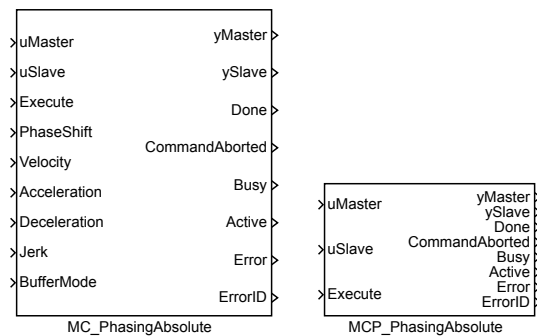 uMaster
uSlave
Execute
PhaseShift
Velocity
Acceleration
Deceleration
Jerk
BufferMode
yMaster
ySlave
Done
CommandAborted
Busy
Active
Error
ErrorID
MC_PhasingAbsolute
uMaster
uSlave
Execute
yMaster
ySlave
Done
CommandAborted
Busy
Active
Error
ErrorID
MCP_PhasingAbsolute